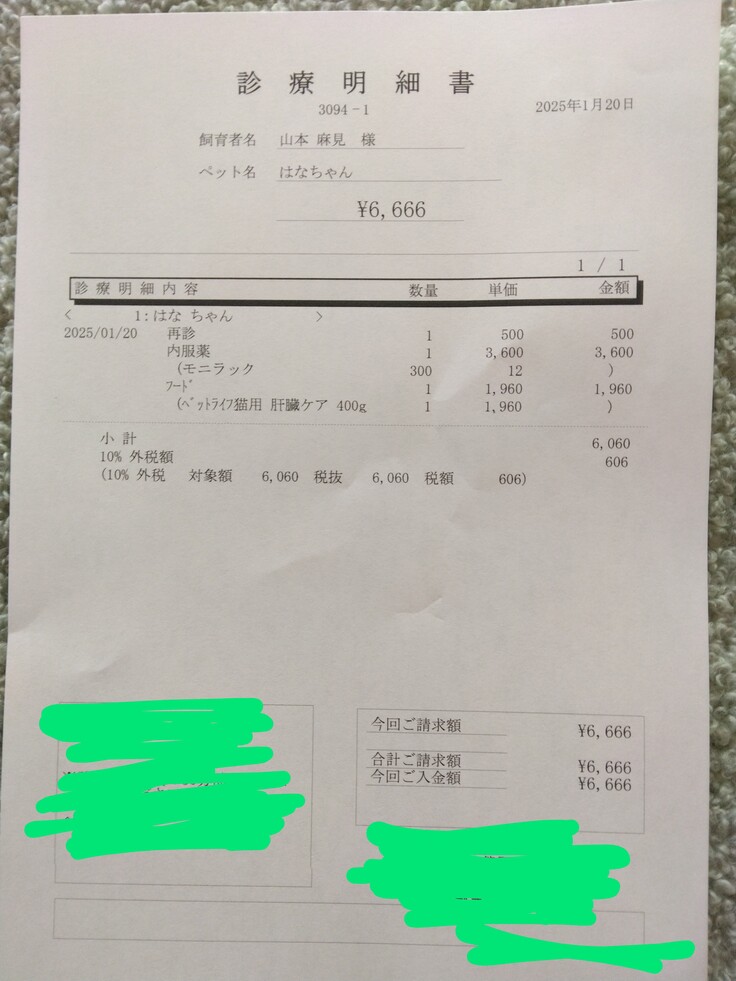 診療明細書
3094-1
2025年1月20日
飼育者名 山本 麻見 様
ペット名 はなちゃん
¥6,666
1 / 1
診療明細内容 数量 単価 金額
< 1:はな ちゃん >
2025/01/20 再診 1 500 500
内服薬 1 3,600 3,600
(モニラック 300 12 )
ﾌｰﾄﾞ 1 1,960 1,960
(ﾍﾞｯﾄﾗｲﾌ猫用 肝臓ケア 400g 1 1,960 )
小 計 6,060
10% 外税額 606
(10% 外税 対象額 6,060 税抜 6,060 税額 606)
今回ご請求額 ¥6,666
合計ご請求額 ¥6,666
今回ご入金額 ¥6,666